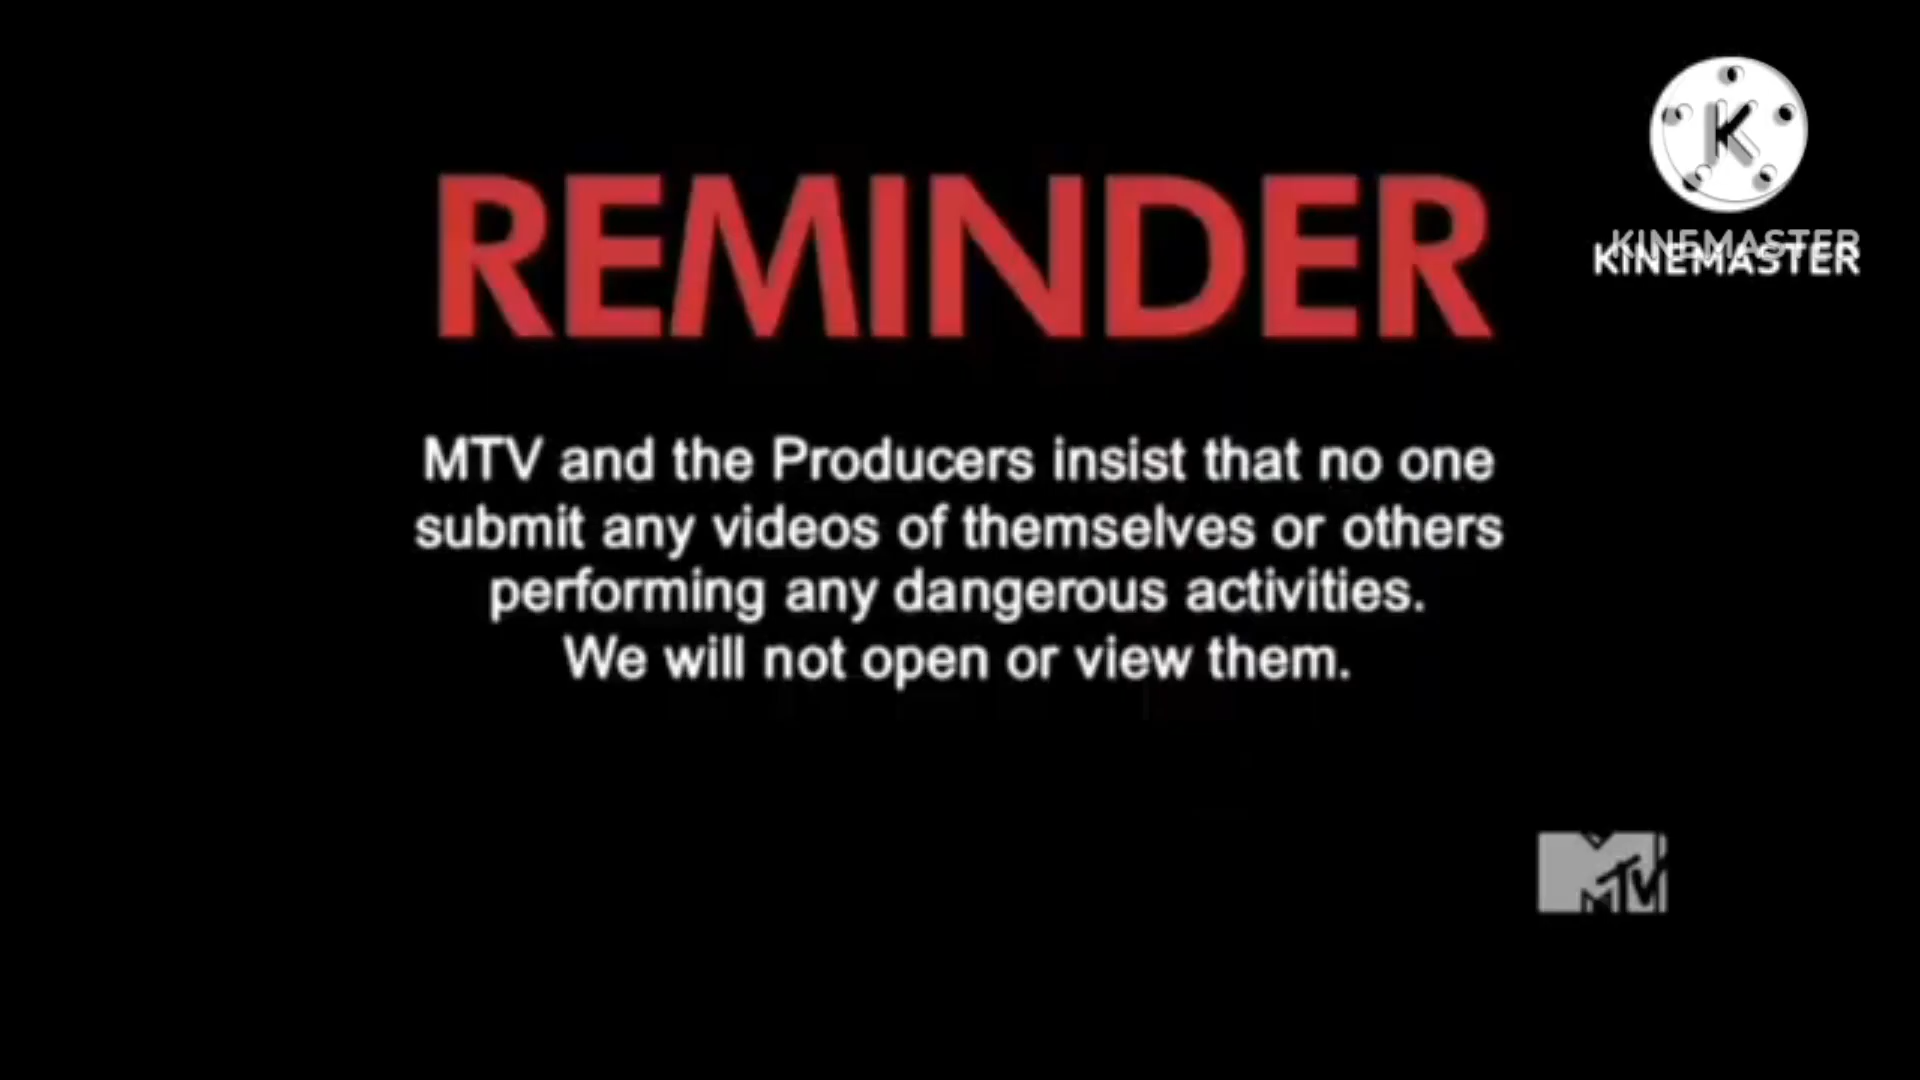 K
KINEMASTER
KINEMASTER
REMINDER
MTV and the Producers insist that no one
submit any videos of themselves or others
performing any dangerous activities.
We will not open or view them.
MTV